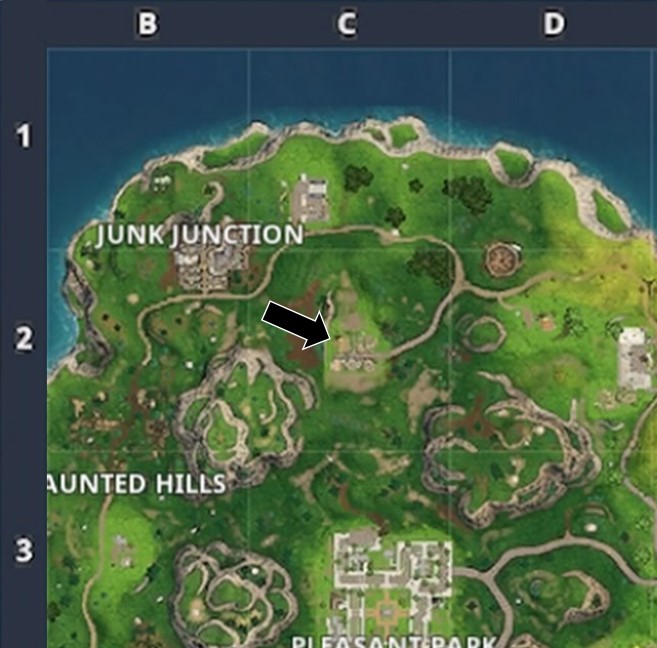 B C D
1
JUNK JUNCTION
2
AUNTED HILLS
3
PLEASANT PARK